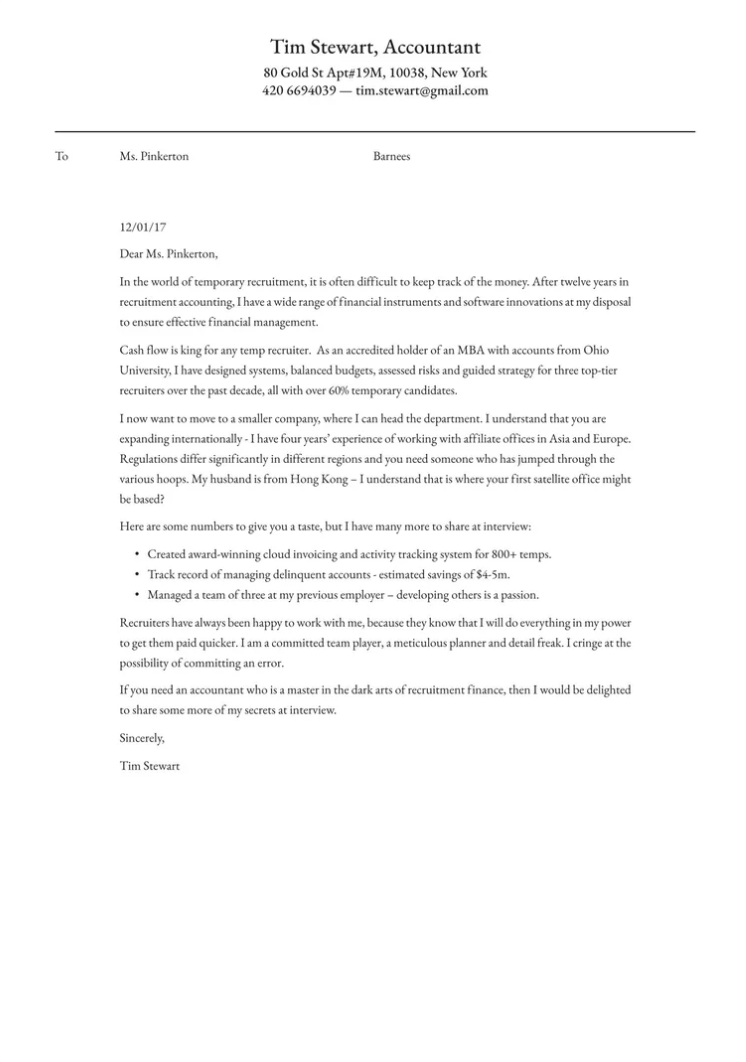 Tim Stewart, Accountant
80 Gold St Apt#19M, 10038, New York
420 6694039 — tim.stewart@gmail.com
To Ms. Pinkerton Barnees
12/01/17
Dear Ms. Pinkerton,
In the world of temporary recruitment, it is often difficult to keep track of the money. After twelve years in
recruitment accounting, I have a wide range of financial instruments and software innovations at my disposal
to ensure effective financial management.
Cash flow is king for any temp recruiter.  As an accredited holder of an MBA with accounts from Ohio
University, I have designed systems, balanced budgets, assessed risks and guided strategy for three top-tier
recruiters over the past decade, all with over 60% temporary candidates.
I now want to move to a smaller company, where I can head the department. I understand that you are
expanding internationally - I have four years’ experience of working with affiliate offices in Asia and Europe.
Regulations differ significantly in different regions and you need someone who has jumped through the
various hoops. My husband is from Hong Kong – I understand that is where your first satellite office might
be based?
Here are some numbers to give you a taste, but I have many more to share at interview:
• Created award-winning cloud invoicing and activity tracking system for 800+ temps.
• Track record of managing delinquent accounts - estimated savings of $4-5m.
• Managed a team of three at my previous employer – developing others is a passion.
Recruiters have always been happy to work with me, because they know that I will do everything in my power
to get them paid quicker. I am a committed team player, a meticulous planner and detail freak. I cringe at the
possibility of committing an error.
If you need an accountant who is a master in the dark arts of recruitment finance, then I would be delighted
to share some more of my secrets at interview.
Sincerely,
Tim Stewart